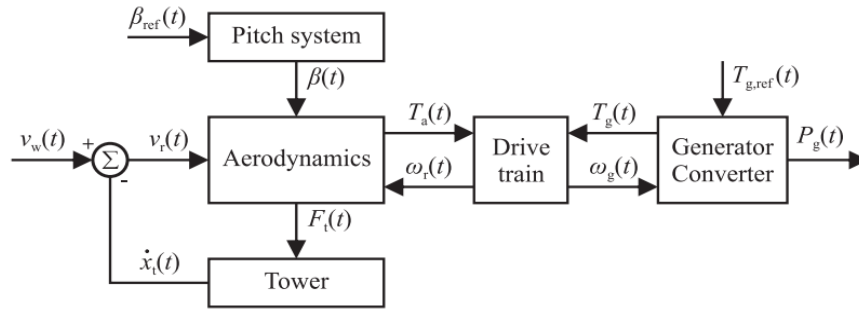 β_ref(t)
Pitch system
β(t)
T_g,ref(t)
v_w(t)
+
Σ
-
v_r(t)
Aerodynamics
T_a(t)
ω_r(t)
Drive
train
T_g(t)
ω_g(t)
Generator
Converter
P_g(t)
F_t(t)
ẋ_t(t)
Tower